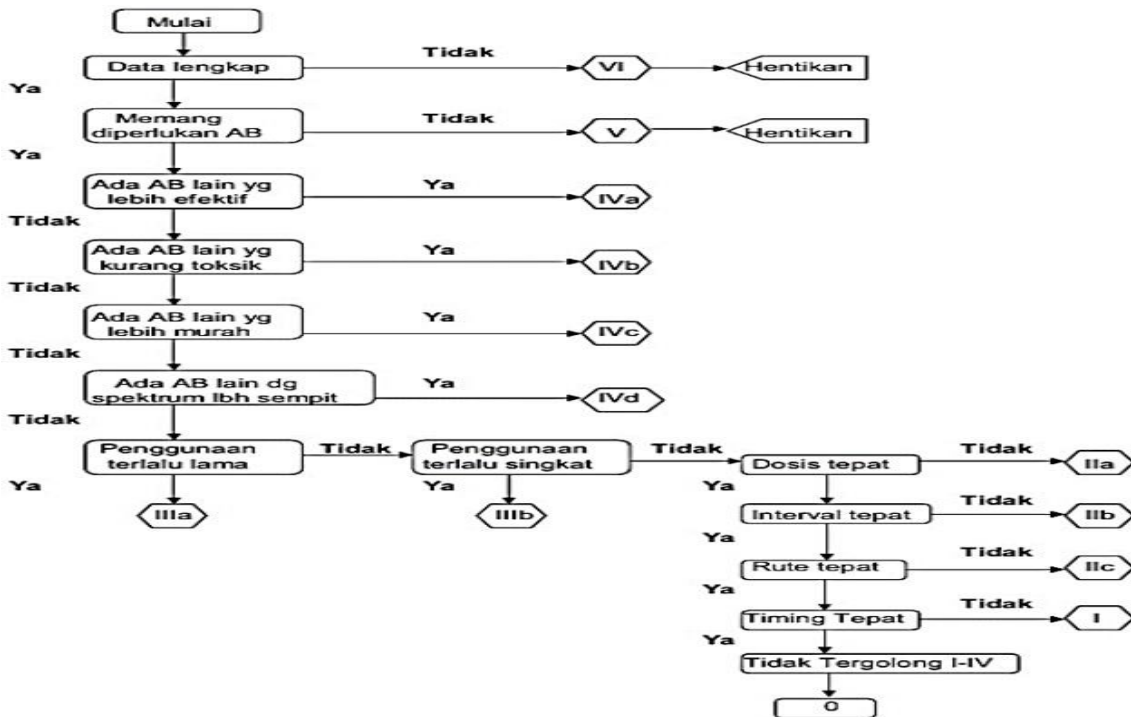 Mulai
Data lengkap
Tidak
VI
Hentikan
Ya
Memang
diperlukan AB
Tidak
V
Hentikan
Ya
Ada AB lain yg
lebih efektif
Ya
IVa
Tidak
Ada AB lain yg
kurang toksik
Ya
IVb
Tidak
Ada AB lain yg
lebih murah
Ya
IVc
Tidak
Ada AB lain dg
spektrum lbh sempit
Ya
IVd
Tidak
Penggunaan
terlalu lama
Tidak
Penggunaan
terlalu singkat
Tidak
Dosis tepat
Tidak
IIa
Ya
IIIa
Ya
IIIb
Ya
Interval tepat
IIb
Ya
Tidak
Rute tepat
IIc
Ya
Tidak
Timing Tepat
I
Ya
Tidak Tergolong I-IV
0